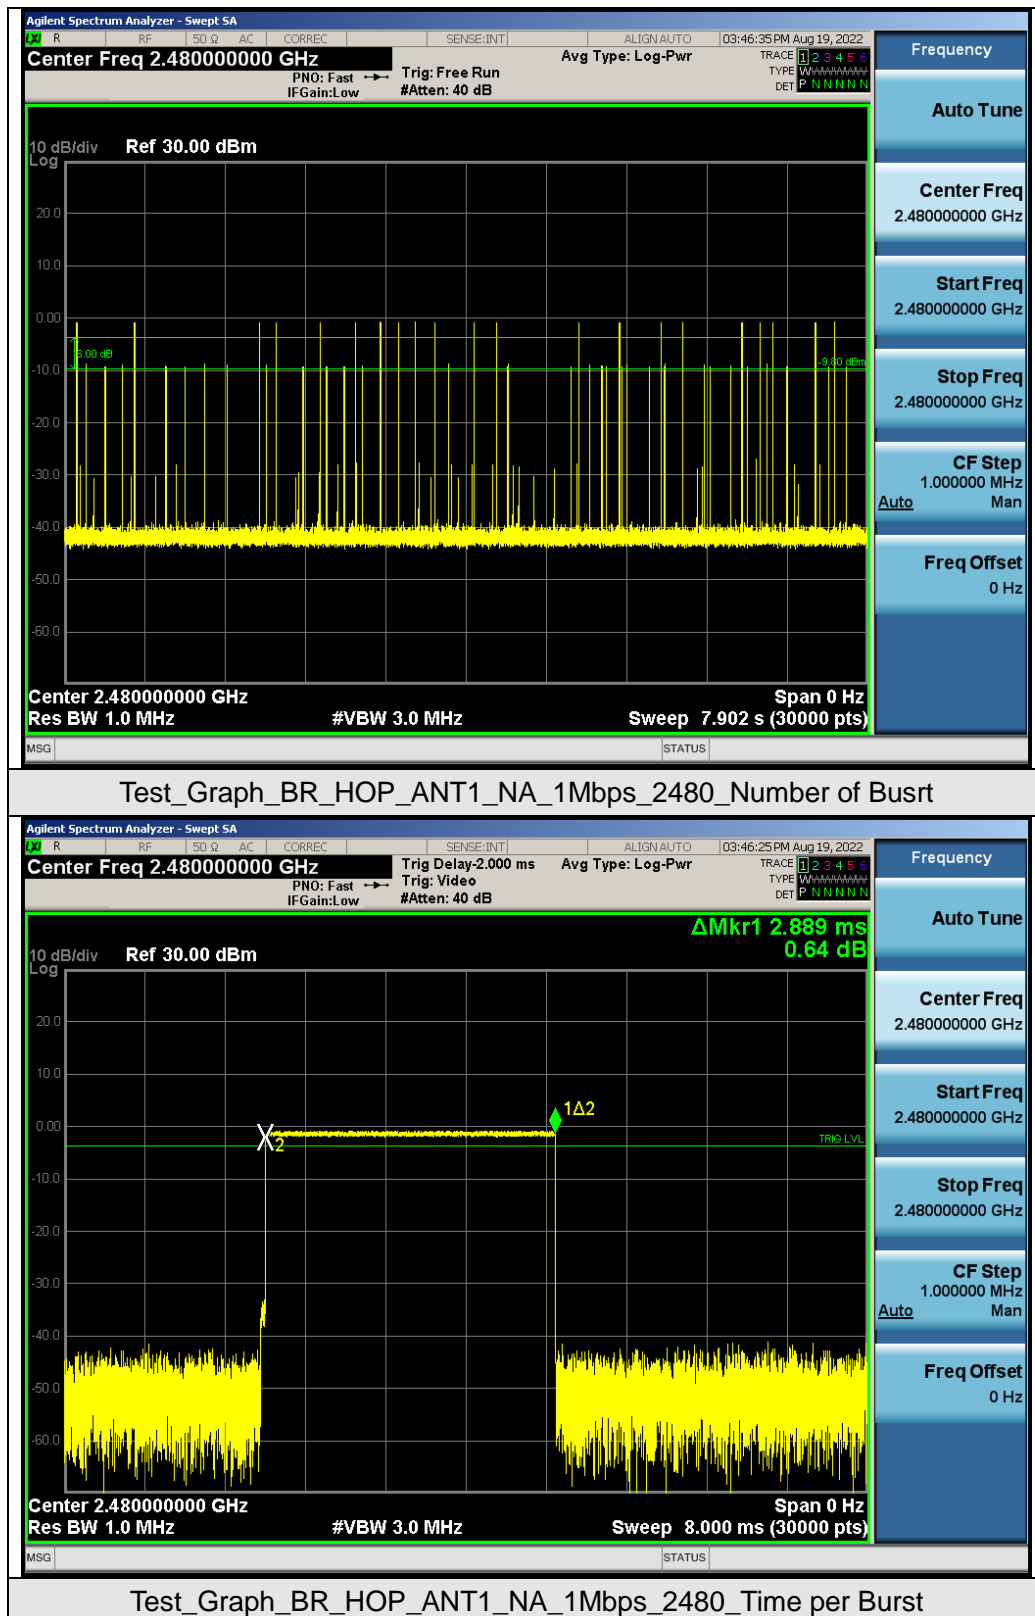 Agilent Spectrum Analyzer - Swept SA
LXI R RF 50 Ω AC CORREC SENSE:INT ALIGN AUTO 03:46:35 PM Aug 19, 2022
Center Freq 2.480000000 GHz
PNO: Fast
IFGain:Low
Trig: Free Run
#Atten: 40 dB
Avg Type: Log-Pwr
TRACE 1 2 3 4 5 6
TYPE W
DET P N N N N N
10 dB/div
Log
Ref 30.00 dBm
20.0
10.0
0.00
-10.0
-20.0
-30.0
-40.0
-50.0
-60.0
6.00 dB
-9.80 dBm
Center 2.480000000 GHz
Span 0 Hz
Res BW 1.0 MHz
#VBW 3.0 MHz
Sweep 7.902 s (30000 pts)
MSG
STATUS
Frequency
Auto Tune
Center Freq
2.480000000 GHz
Start Freq
2.480000000 GHz
Stop Freq
2.480000000 GHz
CF Step
1.000000 MHz
Auto Man
Freq Offset
0 Hz
Test_Graph_BR_HOP_ANT1_NA_1Mbps_2480_Number of Busrt
Agilent Spectrum Analyzer - Swept SA
LXI R RF 50 Ω AC CORREC SENSE:INT ALIGN AUTO 03:46:25 PM Aug 19, 2022
Center Freq 2.480000000 GHz
PNO: Fast
IFGain:Low
Trig Delay-2.000 ms
Trig: Video
#Atten: 40 dB
Avg Type: Log-Pwr
TRACE 1 2 3 4 5 6
TYPE W
DET P N N N N N
ΔMkr1 2.889 ms
0.64 dB
10 dB/div
Log
Ref 30.00 dBm
20.0
10.0
0.00
-10.0
-20.0
-30.0
-40.0
-50.0
-60.0
2
1Δ2
TRIG LVL
Center 2.480000000 GHz
Span 0 Hz
Res BW 1.0 MHz
#VBW 3.0 MHz
Sweep 8.000 ms (30000 pts)
MSG
STATUS
Frequency
Auto Tune
Center Freq
2.480000000 GHz
Start Freq
2.480000000 GHz
Stop Freq
2.480000000 GHz
CF Step
1.000000 MHz
Auto Man
Freq Offset
0 Hz
Test_Graph_BR_HOP_ANT1_NA_1Mbps_2480_Time per Burst